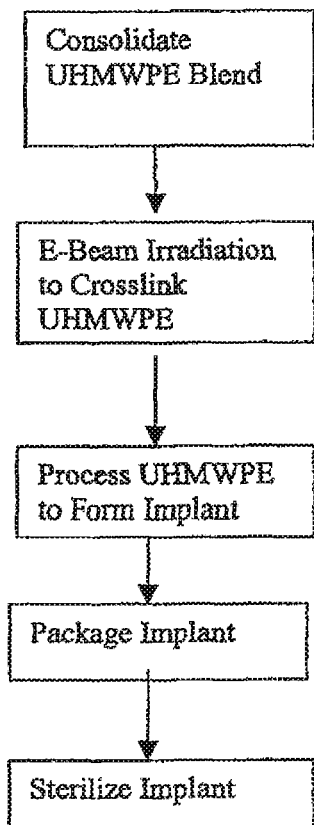 Consolidate
UHMWPE Blend
E-Beam Irradiation
to Crosslink
UHMWPE
Process UHMWPE
to Form Implant
Package Implant
Sterilize Implant